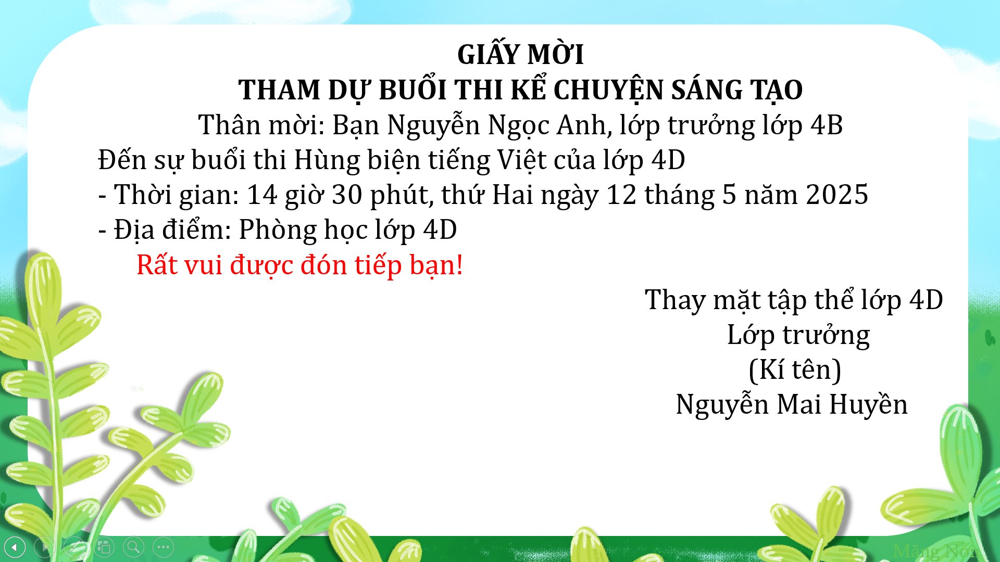 GIẤY MỜI
THAM DỰ BUỔI THI KỂ CHUYỆN SÁNG TẠO
Thân mời: Bạn Nguyễn Ngọc Anh, lớp trưởng lớp 4B
Đến sự buổi thi Hùng biện tiếng Việt của lớp 4D
- Thời gian: 14 giờ 30 phút, thứ Hai ngày 12 tháng 5 năm 2025
- Địa điểm: Phòng học lớp 4D
Rất vui được đón tiếp bạn!
Thay mặt tập thể lớp 4D
Lớp trưởng
(Kí tên)
Nguyễn Mai Huyền
Măng Non